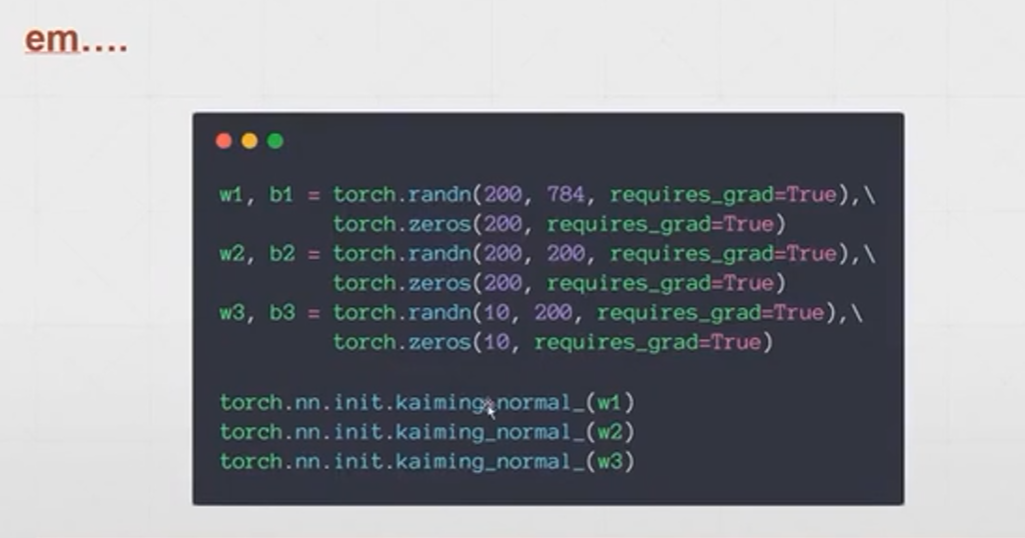 em....
w1, b1 = torch.randn(200, 784, requires_grad=True),\
torch.zeros(200, requires_grad=True)
w2, b2 = torch.randn(200, 200, requires_grad=True),\
torch.zeros(200, requires_grad=True)
w3, b3 = torch.randn(10, 200, requires_grad=True),\
torch.zeros(10, requires_grad=True)
torch.nn.init.kaiming_normal_(w1)
torch.nn.init.kaiming_normal_(w2)
torch.nn.init.kaiming_normal_(w3)